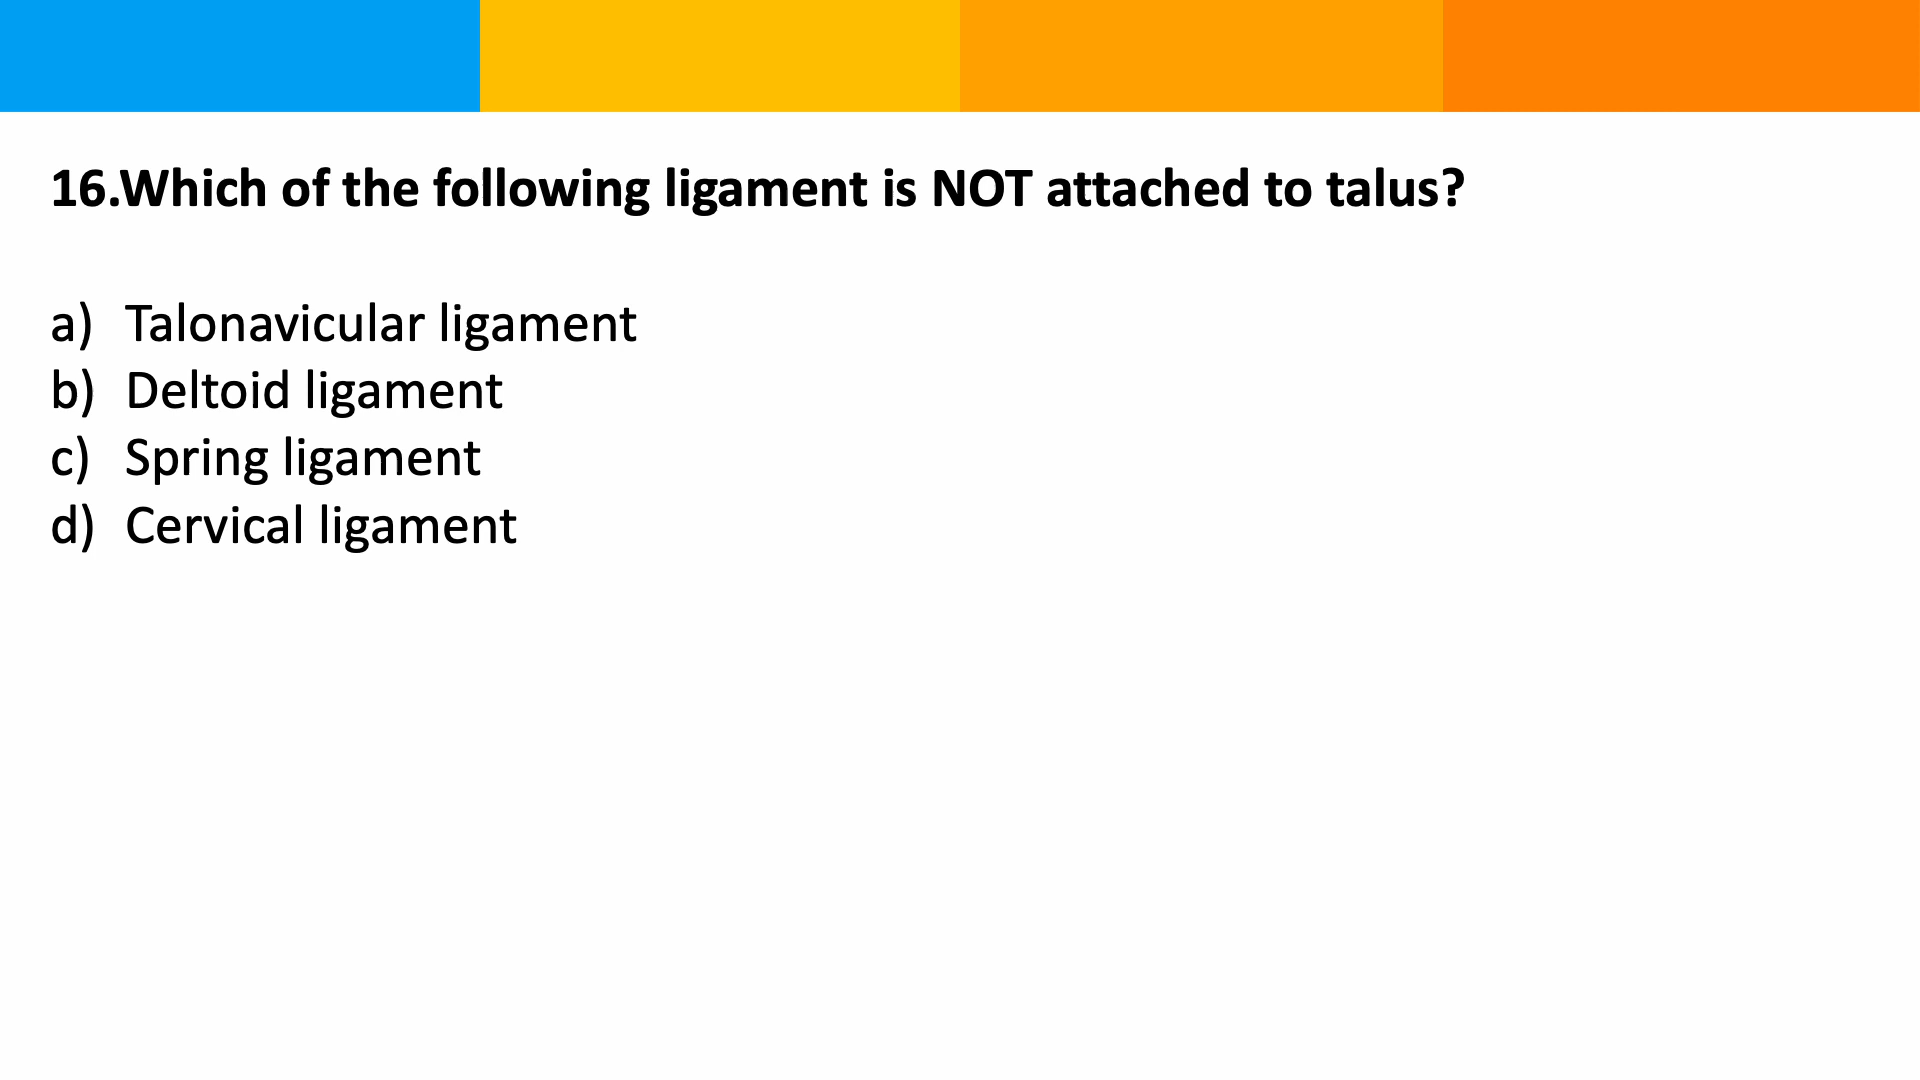 16.Which of the following ligament is NOT attached to talus?
a) Talonavicular ligament
b) Deltoid ligament
c) Spring ligament
d) Cervical ligament